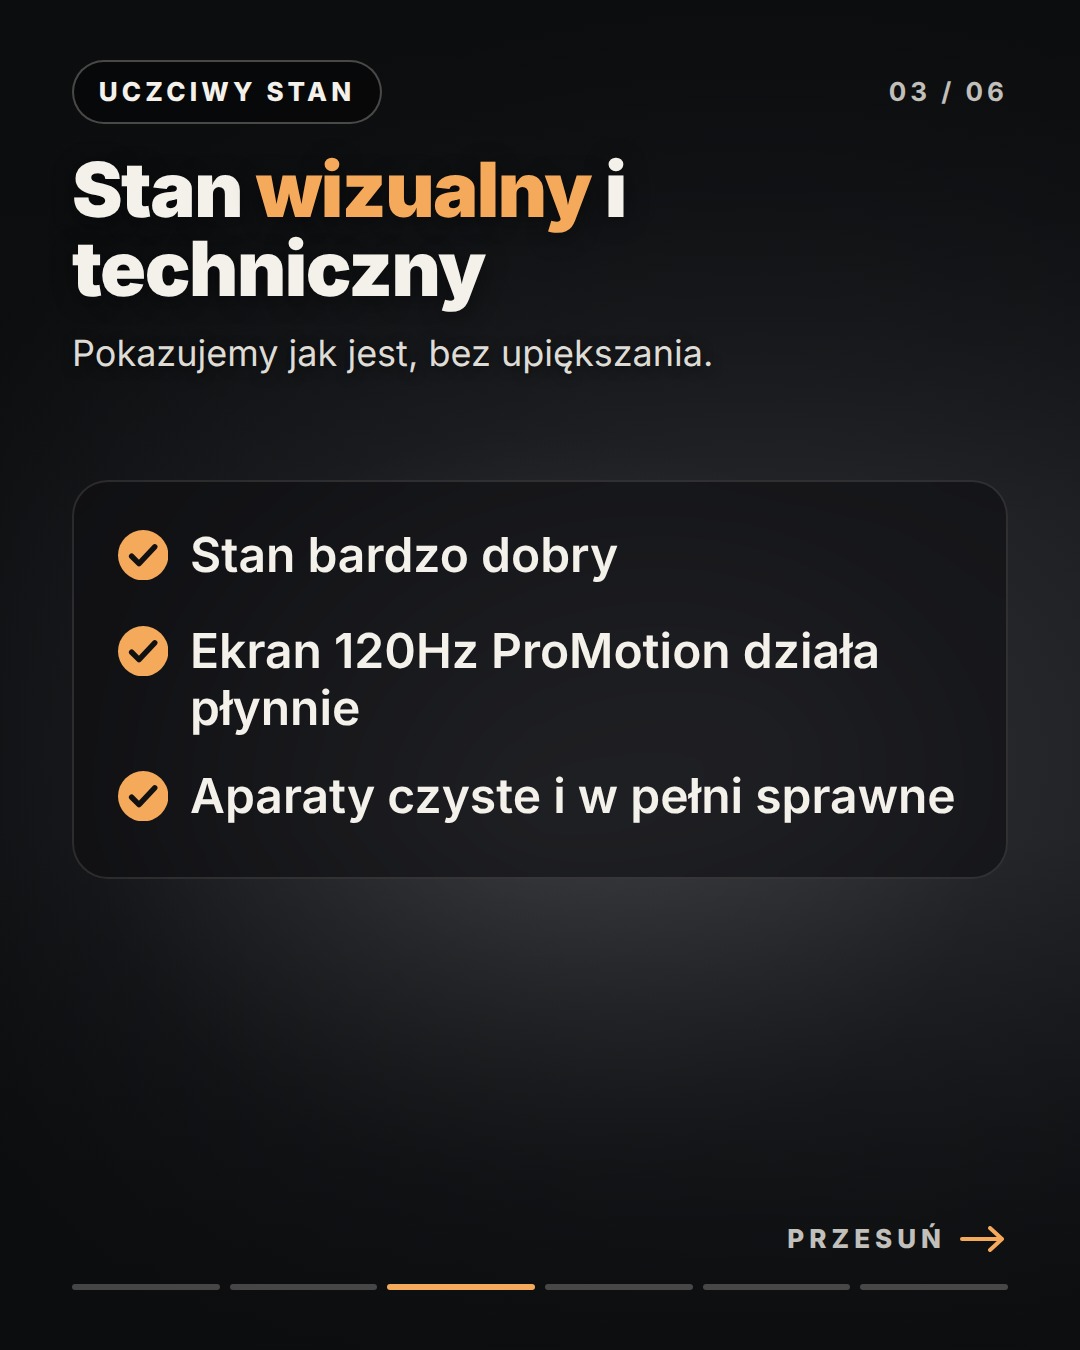 UCZCIWY STAN
03 / 06
Stan wizualny i
techniczny
Pokazujemy jak jest, bez upiększania.
Stan bardzo dobry
Ekran 120Hz ProMotion działa
płynnie
Aparaty czyste i w pełni sprawne
PRZESUŃ